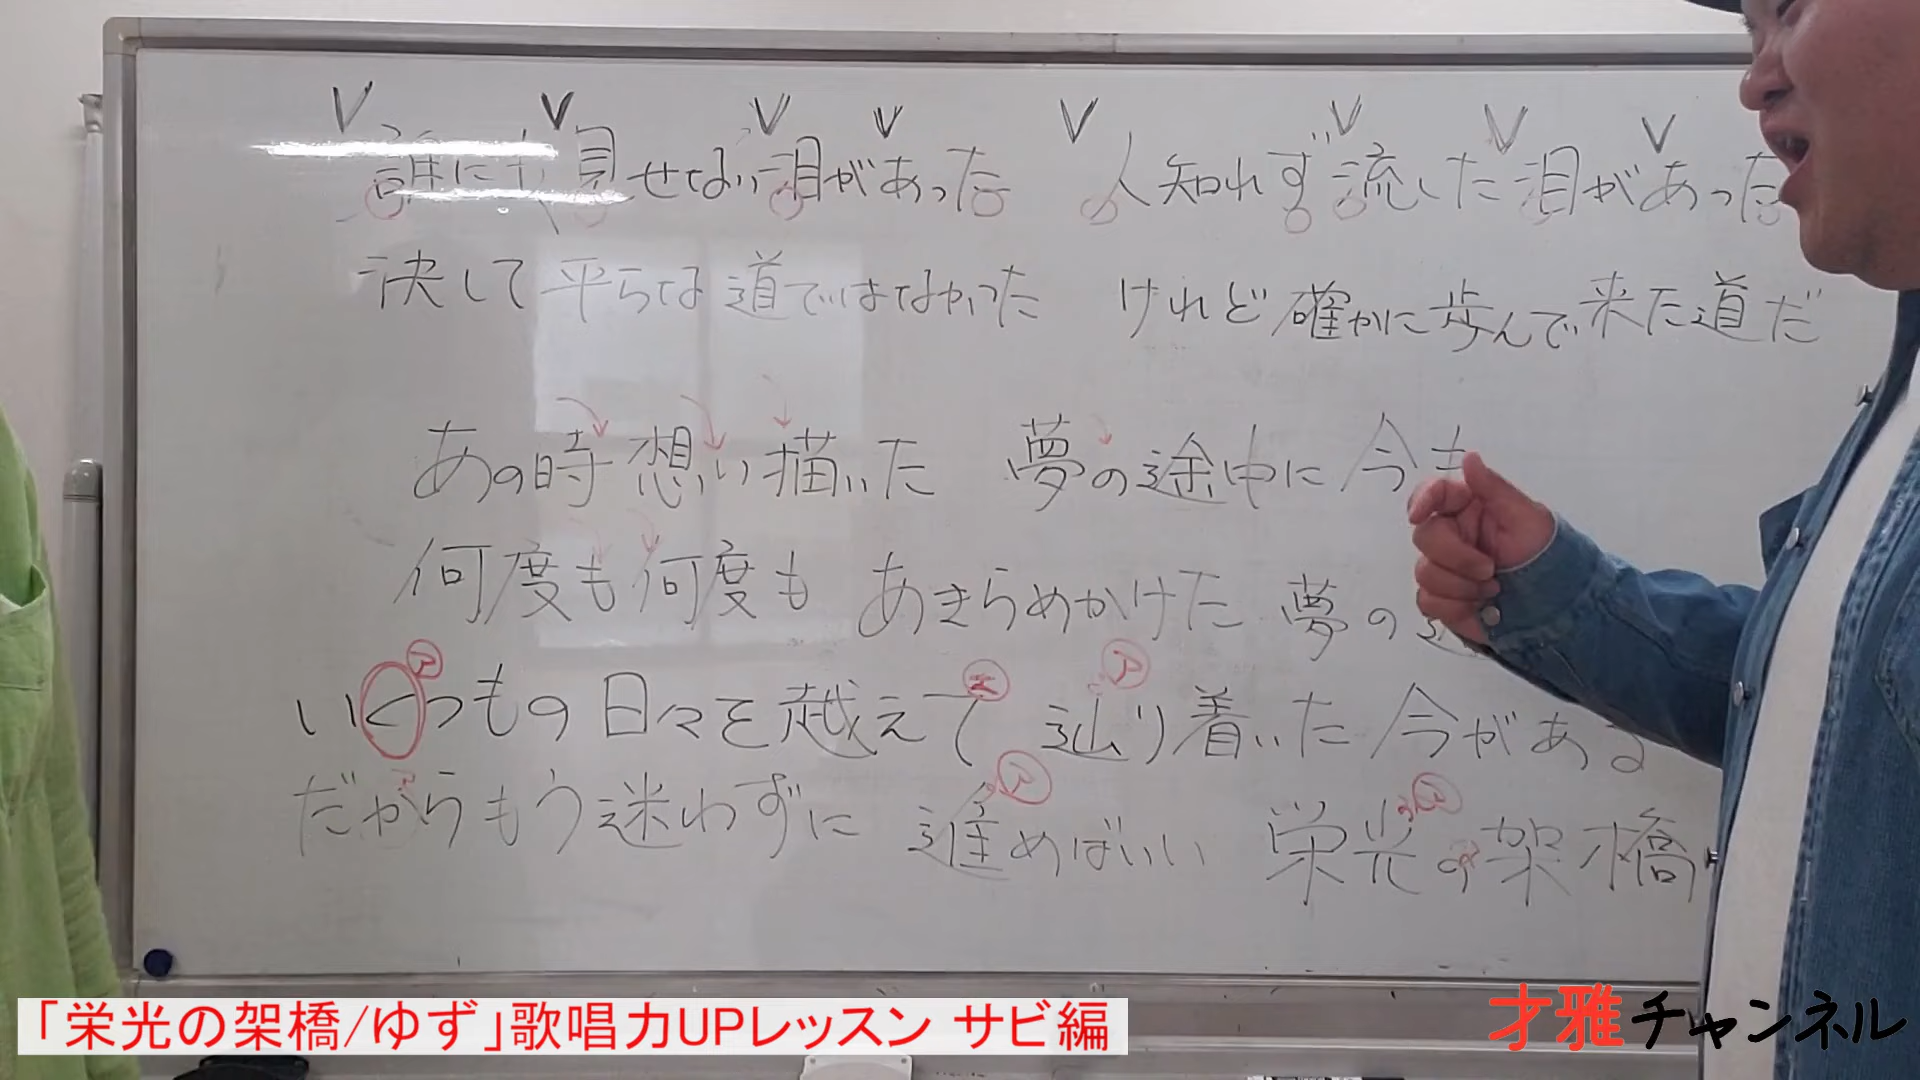 V V V V V V V V
誰にも見せない泪があった 人知れず流した泪があった
決して平らな道ではなかった けれど確かに歩んで来た道だ
あの時想い描いた 夢の途中に今も
何度も何度も あきらめかけた 夢の
ア エ ア
いくつもの日々を越えて 辿り着いた今がある
ア ア
だからもう迷わずに 進めばいい 栄光の架橋
「栄光の架橋/ゆず」歌唱力UPレッスン サビ編
才雅チャンネル